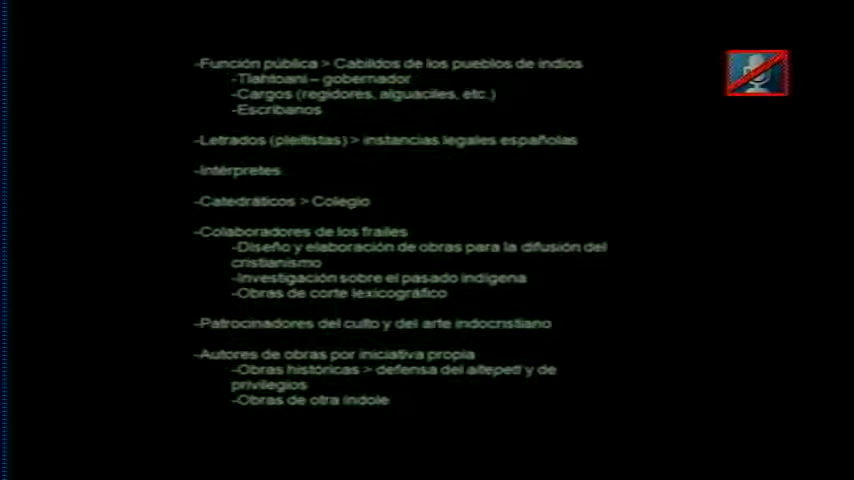 -Función pública > Cabildos de los pueblos de indios
-Tlahtoani – gobernador
-Cargos (regidores, alguaciles, etc.)
-Escribanos
-Letrados (pleitistas) > instancias legales españolas
-Intérpretes
-Catedráticos > Colegio
-Colaboradores de los frailes
-Diseño y elaboración de obras para la difusión del
cristianismo
-Investigación sobre el pasado indígena
-Obras de corte lexicográfico
-Patrocinadores del culto y del arte indocristiano
-Autores de obras por iniciativa propia
-Obras históricas > defensa del altepetl y de
privilegios
-Obras de otra índole